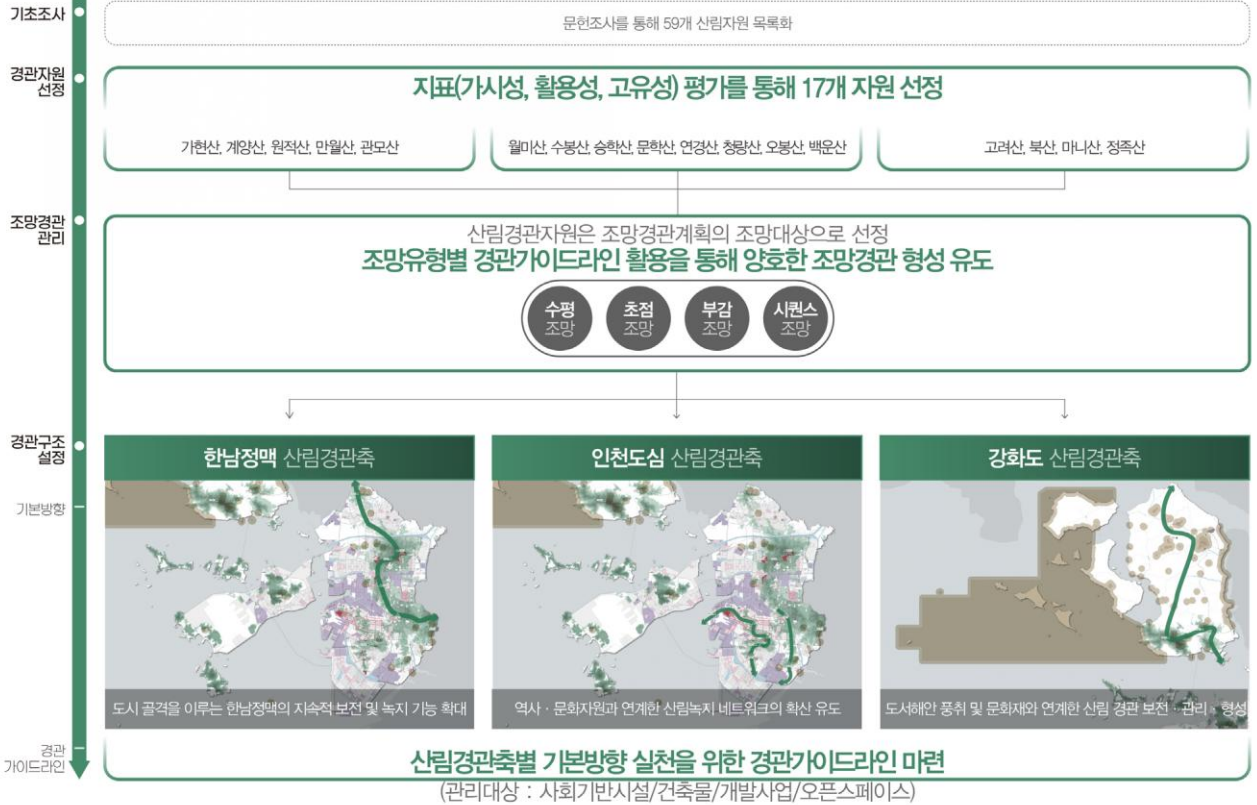 기초조사
문헌조사를 통해 59개 산림자원 목록화
경관자원
선정
지표(가시성, 활용성, 고유성) 평가를 통해 17개 자원 선정
가현산, 계양산, 원적산, 만월산, 관모산
월미산, 수봉산, 승학산, 문학산, 연경산, 청량산, 오봉산, 백운산
고려산, 북산, 마니산, 정족산
조망경관
관리
산림경관자원은 조망경관계획의 조망대상으로 선정
조망유형별 경관가이드라인 활용을 통해 양호한 조망경관 형성 유도
수평
조망
초점
조망
부감
조망
시퀀스
조망
경관구조
설정
한남정맥 산림경관축
인천도심 산림경관축
강화도 산림경관축
기본방향
도시 골격을 이루는 한남정맥의 지속적 보전 및 녹지 기능 확대
역사 · 문화자원과 연계한 산림녹지 네트워크의 확산 유도
도서해안 풍취 및 문화재와 연계한 산림 경관 보전 · 관리 · 형성
경관
가이드라인
산림경관축별 기본방향 실천을 위한 경관가이드라인 마련
(관리대상 : 사회기반시설/건축물/개발사업/오픈스페이스)